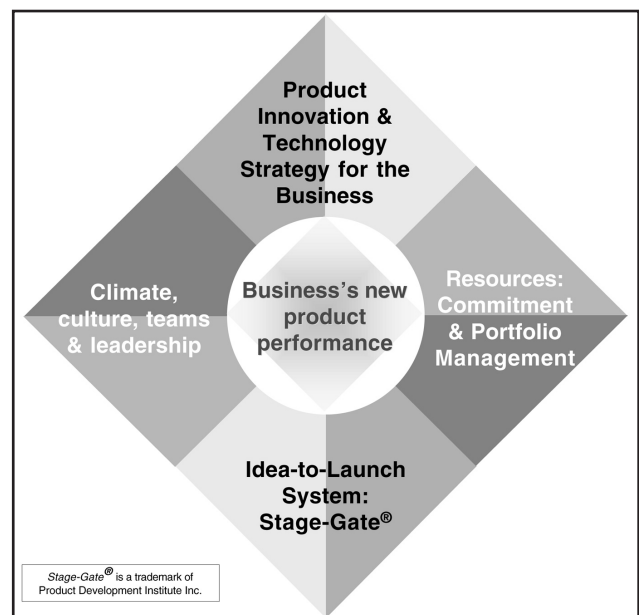 Product
Innovation &
Technology
Strategy for the
Business
Climate,
culture, teams
& leadership
Business’s new
product
performance
Resources:
Commitment
& Portfolio
Management
Idea-to-Launch
System:
Stage-Gate®
Stage-Gate® is a trademark of
Product Development Institute Inc.